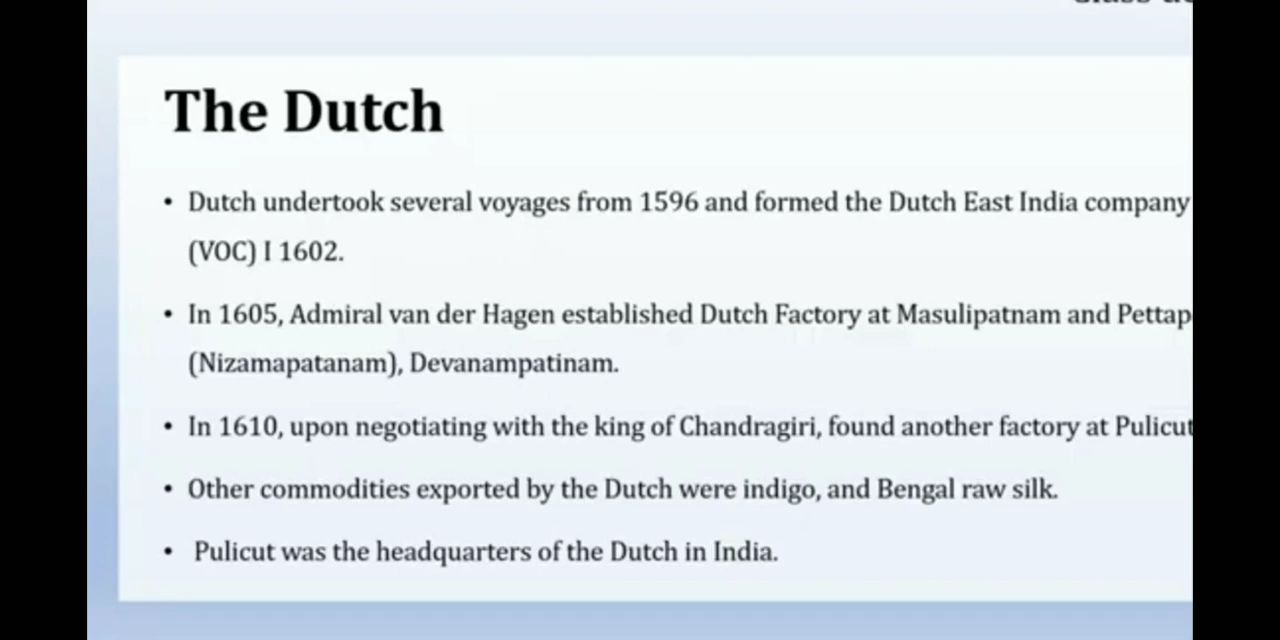 The Dutch
• Dutch undertook several voyages from 1596 and formed the Dutch East India company
(VOC) I 1602.
• In 1605, Admiral van der Hagen established Dutch Factory at Masulipatnam and
(Nizamapatanam), Devanampatinam.
• In 1610, upon negotiating with the king of Chandragiri, found another factory at Pulicut
• Other commodities exported by the Dutch were indigo, and Bengal raw silk.
• Pulicut was the headquarters of the Dutch in India.